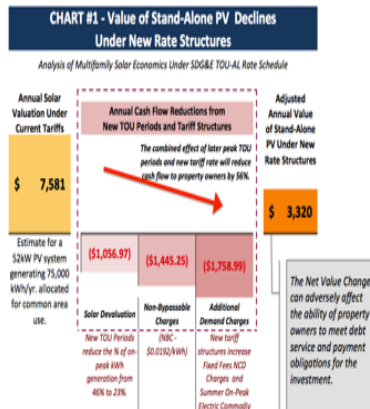 CHART #1 - Value of Stand-Alone PV Declines
Under New Rate Structures
Analysis of Multifamily Solar Economics Under SDG&E TOU-AL Rate Schedule
Annual Solar
Valuation Under
Current Tariffs
$ 7,581
Estimate for a
52kW PV system
generating 75,000
kWh/yr. allocated
for common area
use.
Annual Cash Flow Reductions from
New TOU Periods and Tariff Structures
The combined effect of later peak TOU
periods and new tariff rate will reduce
cash flow to property owners by 56%.
($1,056.97)
Solar Devaluation
New TOU Periods
reduce the % of on-
peak kWh
generation from
46% to 23%.
($1,445.25)
Non-Bypassable
Charges
(NBC -
$0.0192/kWh)
($1,758.99)
Additional
Demand Charges
New tariff
structures increase
Fixed Fees NCD
Charges and
Summer On-Peak
Electric Commodiy
Adjusted
Annual Value
of Stand-Alone
PV Under New
Rate Structures
$ 3,320
The Net Value Change
can adversely affect
the ability of property
owners to meet debt
service and payment
obligations for the
investment.